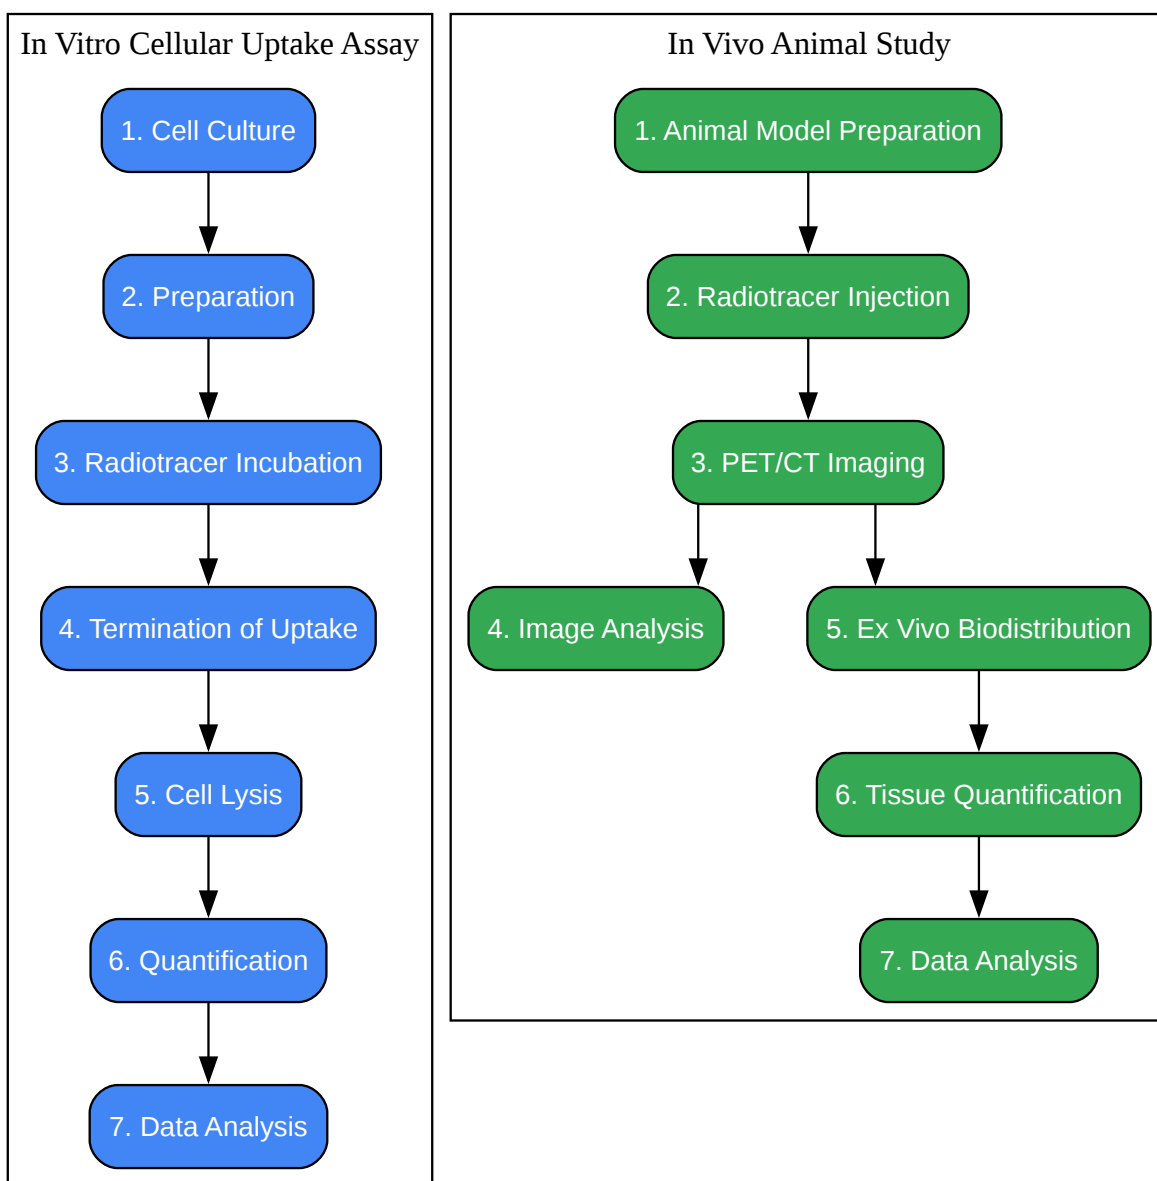 In Vitro Cellular Uptake Assay
1. Cell Culture
2. Preparation
3. Radiotracer Incubation
4. Termination of Uptake
5. Cell Lysis
6. Quantification
7. Data Analysis
In Vivo Animal Study
1. Animal Model Preparation
2. Radiotracer Injection
3. PET/CT Imaging
4. Image Analysis
5. Ex Vivo Biodistribution
6. Tissue Quantification
7. Data Analysis